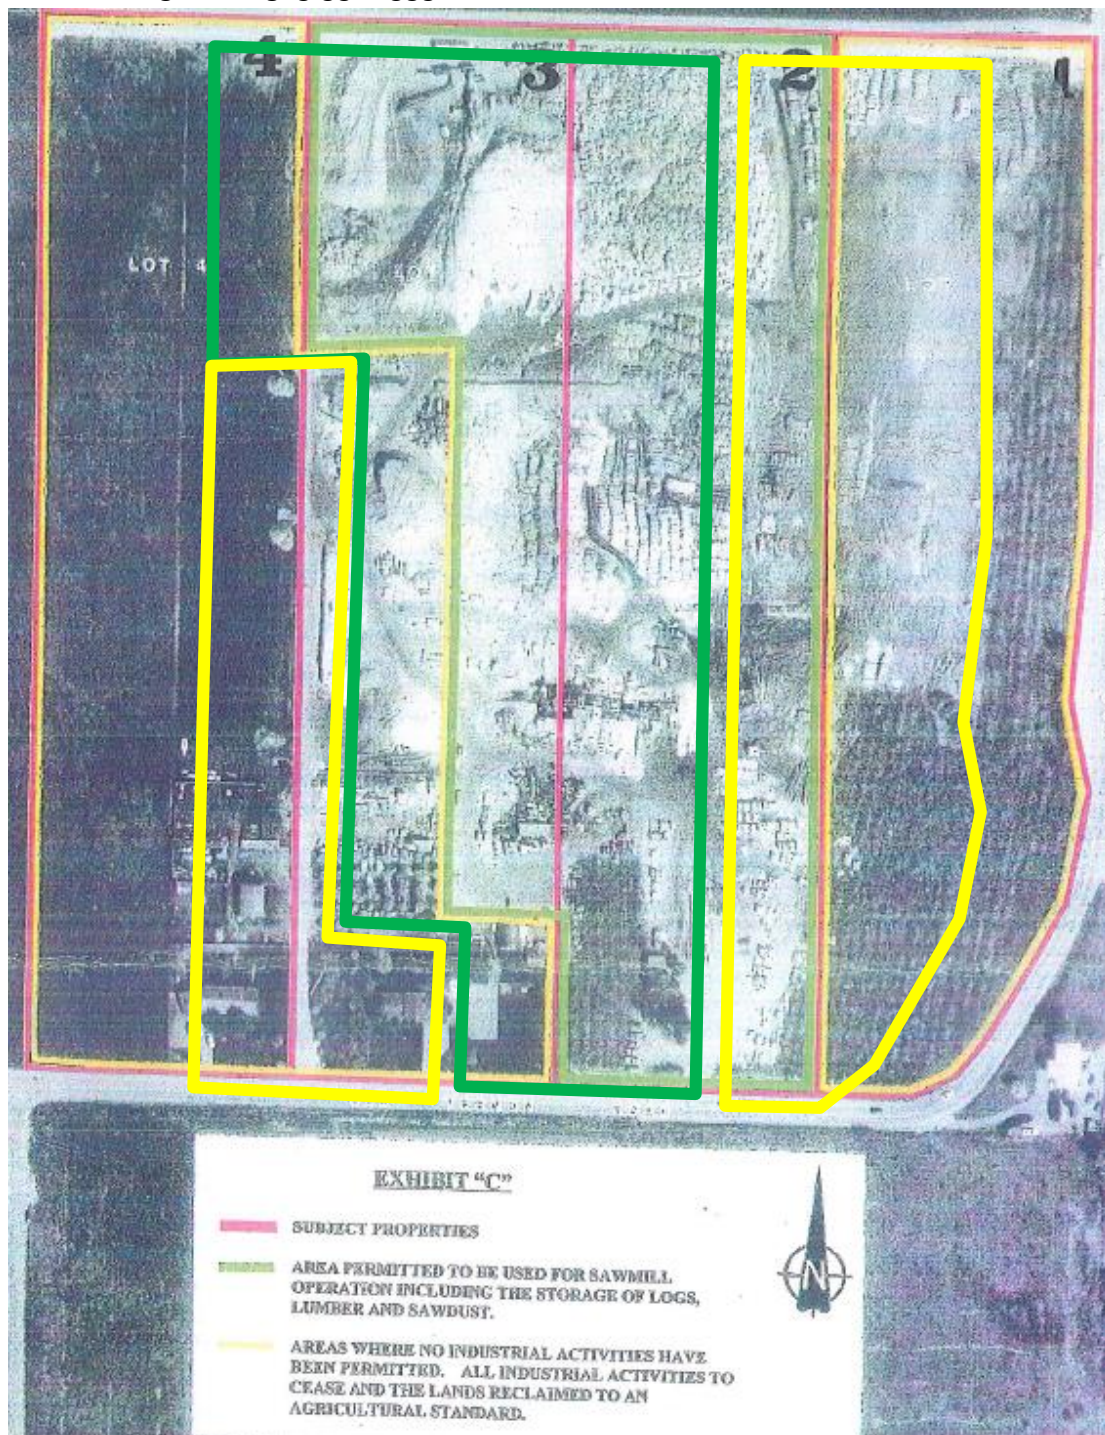 4 3 2 1
LOT 4
EXHIBIT “C”
SUBJECT PROPERTIES
AREA PERMITTED TO BE USED FOR SAWMILL
OPERATION INCLUDING THE STORAGE OF LOGS,
LUMBER AND SAWDUST.
AREAS WHERE NO INDUSTRIAL ACTIVITIES HAVE
BEEN PERMITTED. ALL INDUSTRIAL ACTIVITIES TO
CEASE AND THE LANDS RECLAIMED TO AN
AGRICULTURAL STANDARD.
N